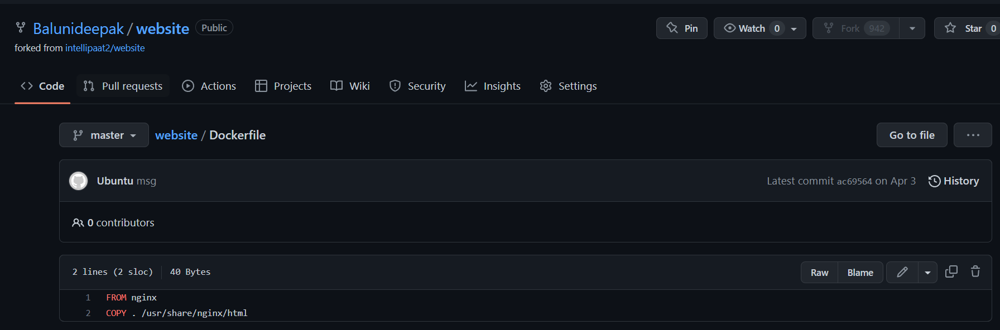 Balunideepak / website Public Pin Watch 0 Fork 942 Star 0
forked from intellipaat2/website
Code Pull requests Actions Projects Wiki Security Insights Settings
master website / Dockerfile Go to file ...
Ubuntu msg Latest commit ac69564 on Apr 3 History
0 contributors
2 lines (2 sloc) 40 Bytes Raw Blame
1 FROM nginx
2 COPY . /usr/share/nginx/html